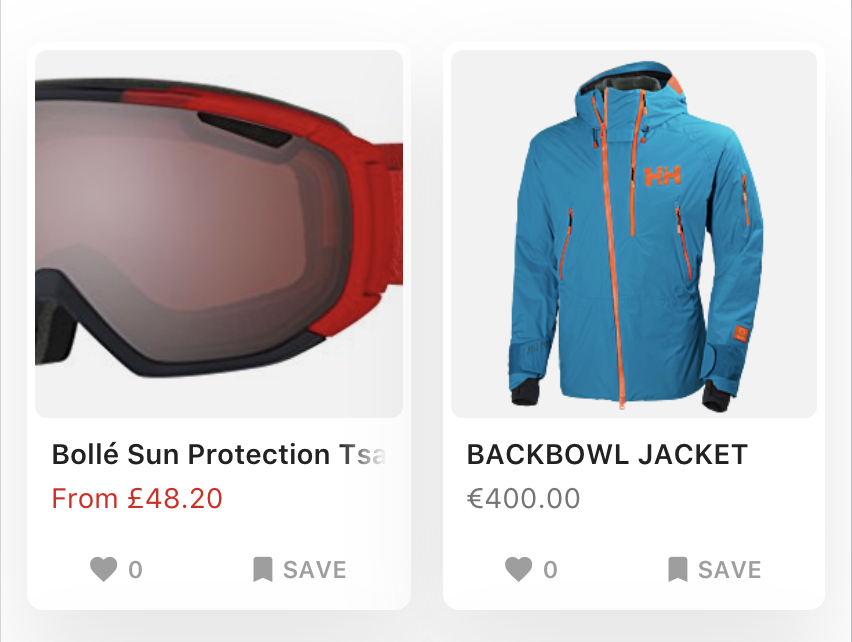 HH
Bollé Sun Protection Tsa
From £48.20
0
SAVE
BACKBOWL JACKET
€400.00
0
SAVE